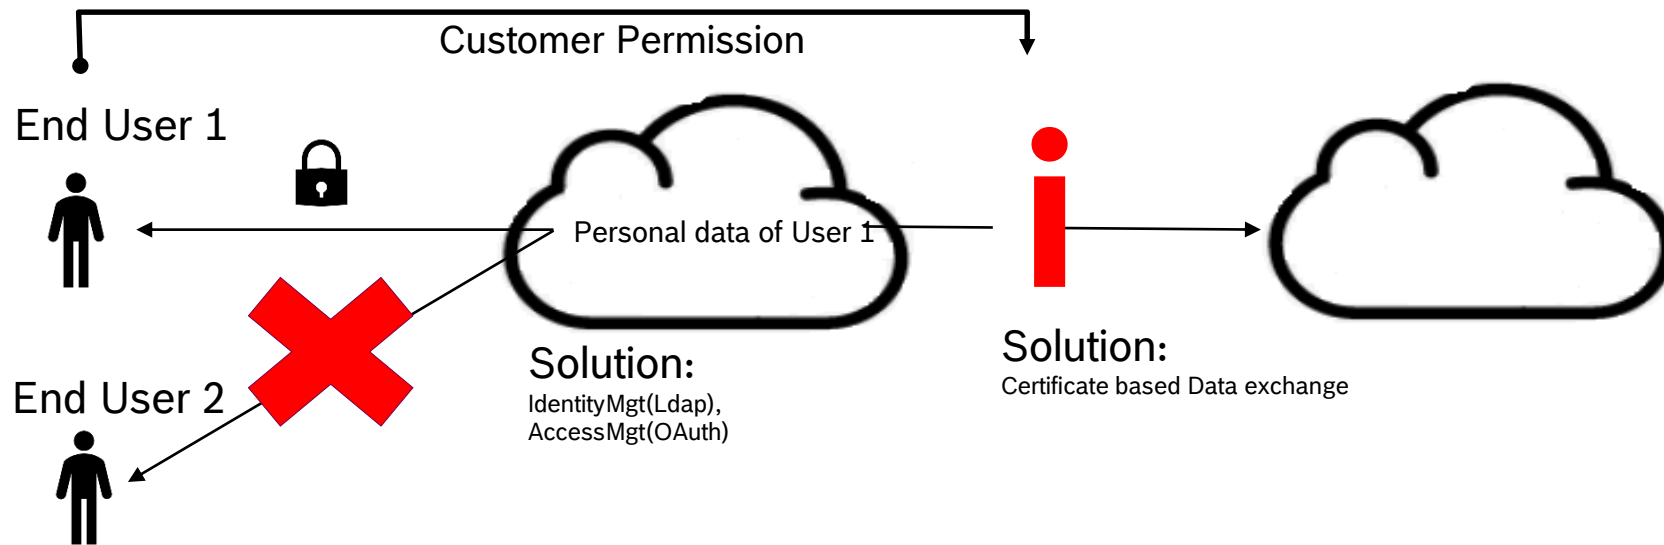 Customer Permission
End User 1
Personal data of User 1
Solution:
IdentityMgt(Ldap),
AccessMgt(OAuth)
Solution:
Certificate based Data exchange
End User 2